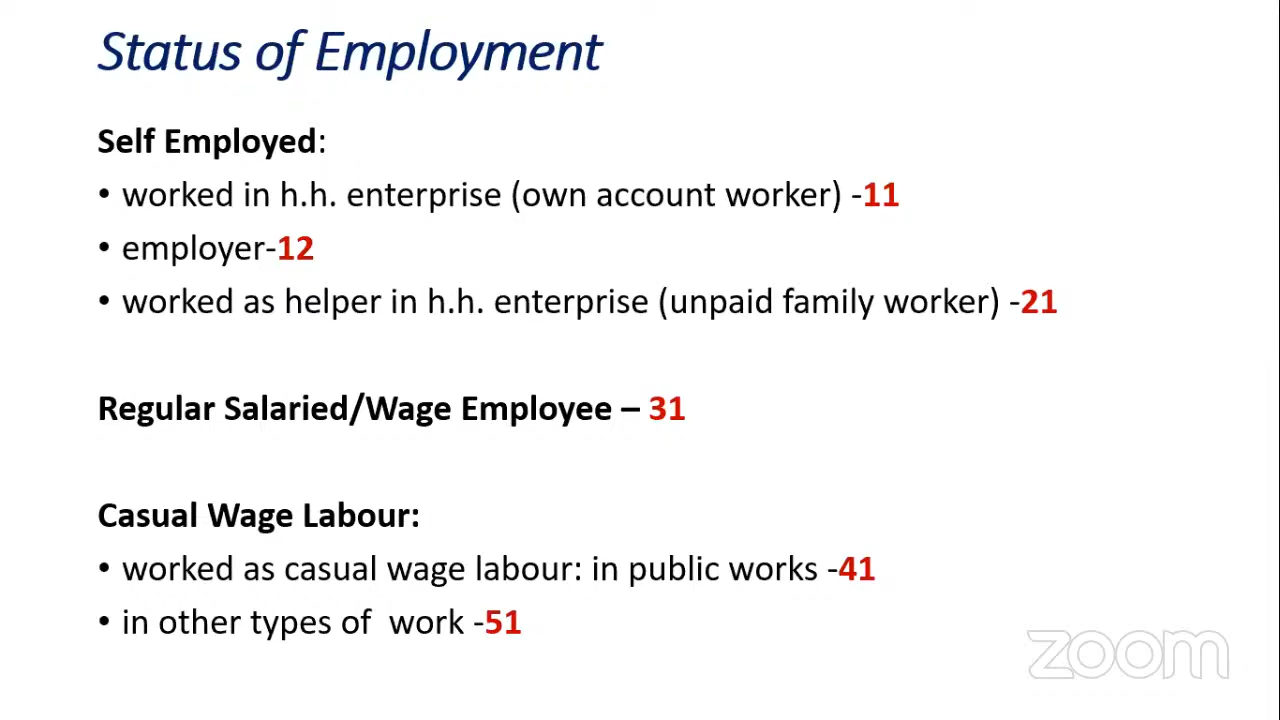 Status of Employment
Self Employed:
• worked in h.h. enterprise (own account worker) -11
• employer-12
• worked as helper in h.h. enterprise (unpaid family worker) -21
Regular Salaried/Wage Employee – 31
Casual Wage Labour:
• worked as casual wage labour: in public works -41
• in other types of  work -51
zoom